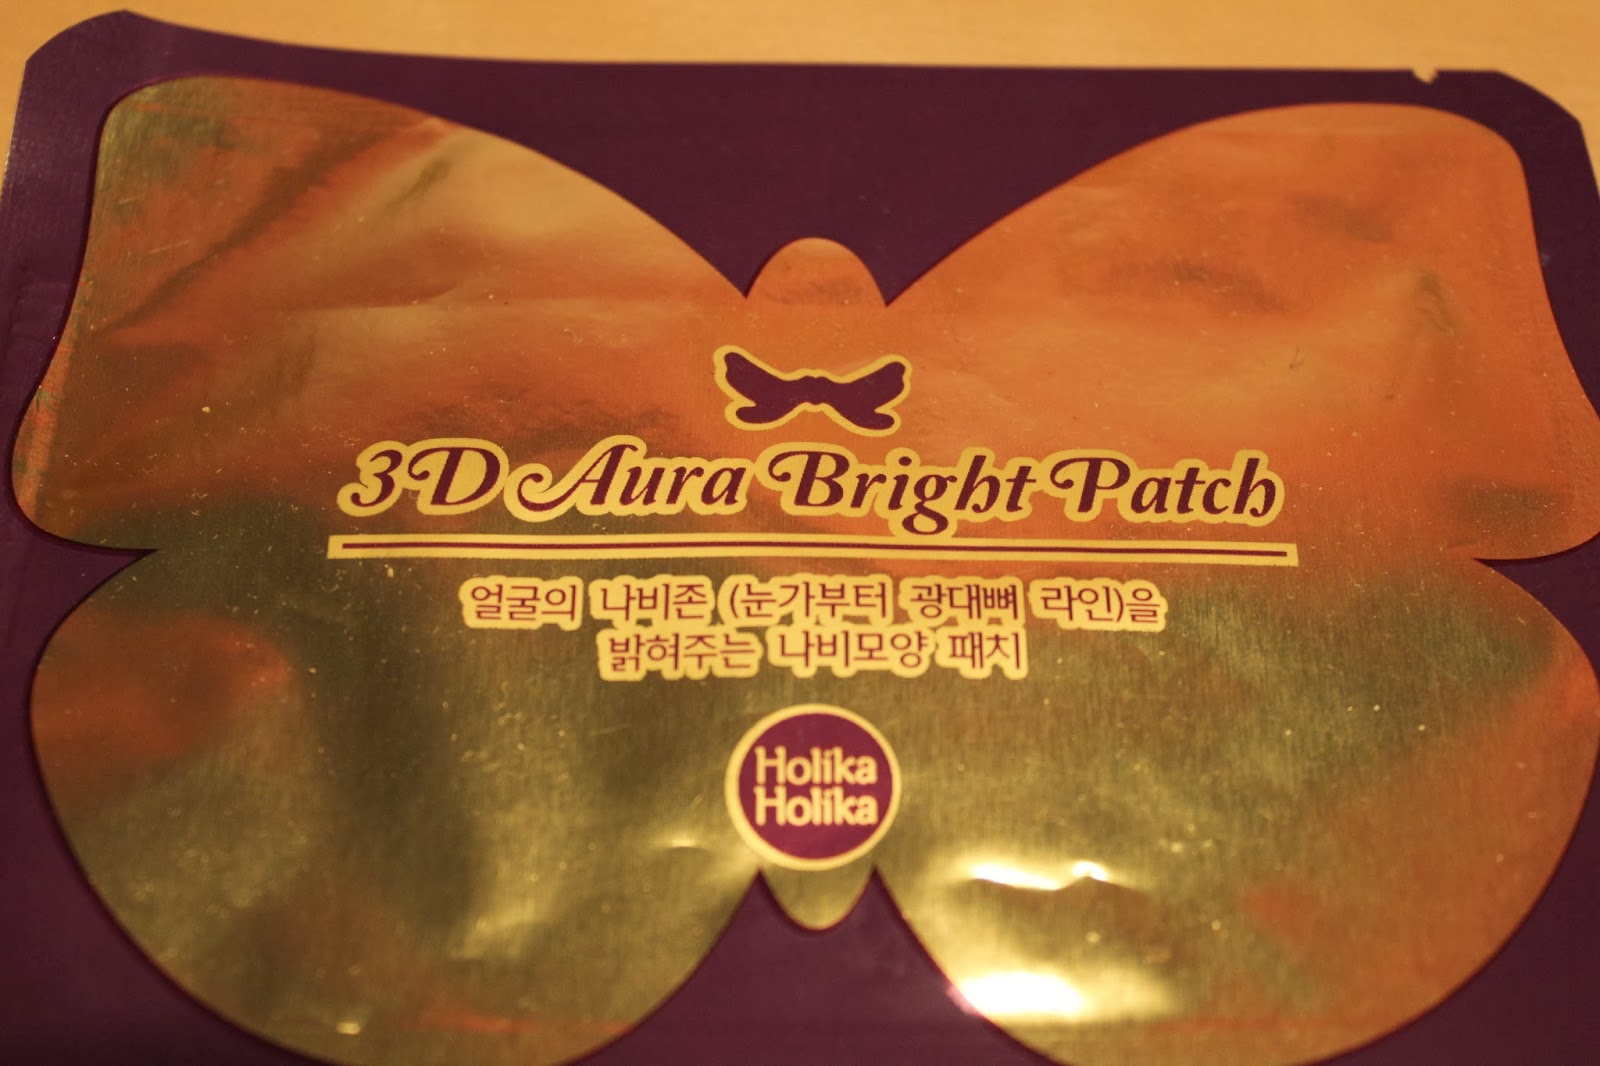 3D Aura Bright Patch
얼굴의 나비존 (눈가부터 광대뼈 라인)을
밝혀주는 나비모양 패치
Holika
Holika